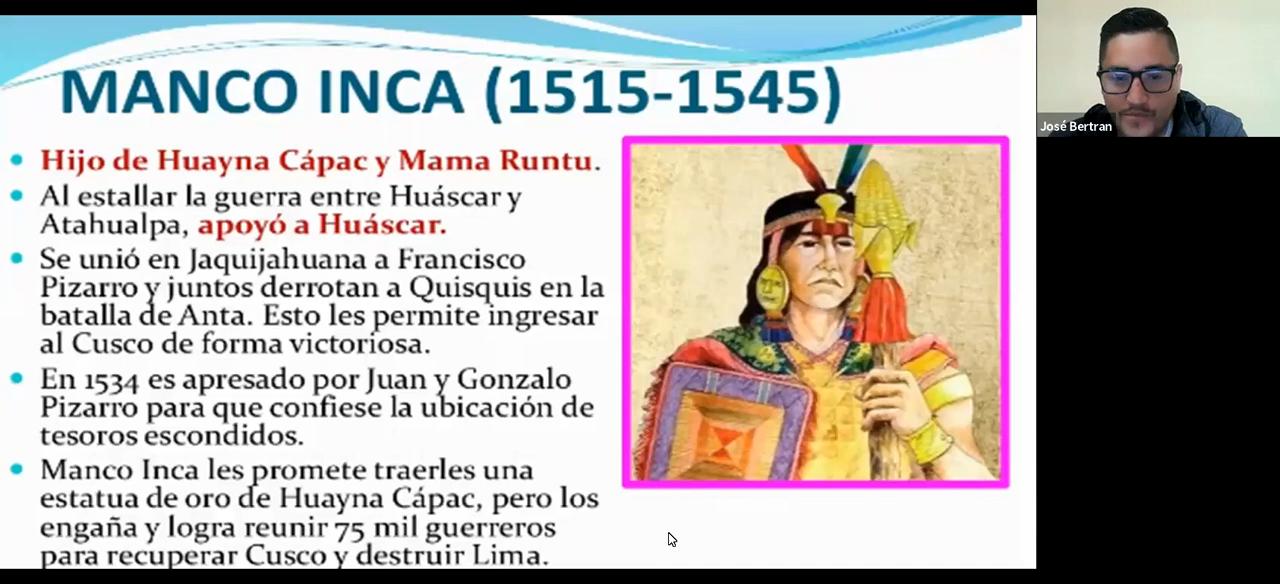 MANCO INCA (1515-1545)
• Hijo de Huayna Cápac y Mama Runtu.
• Al estallar la guerra entre Huáscar y
Atahualpa, apoyó a Huáscar.
• Se unió en Jaquijahuana a Francisco
Pizarro y juntos derrotan a Quisquis en la
batalla de Anta. Esto les permite ingresar
al Cusco de forma victoriosa.
• En 1534 es apresado por Juan y Gonzalo
Pizarro para que confiese la ubicación de
tesoros escondidos.
• Manco Inca les promete traerles una
estatua de oro de Huayna Cápac, pero los
engaña y logra reunir 75 mil guerreros
para recuperar Cusco y destruir Lima.
José Bertran